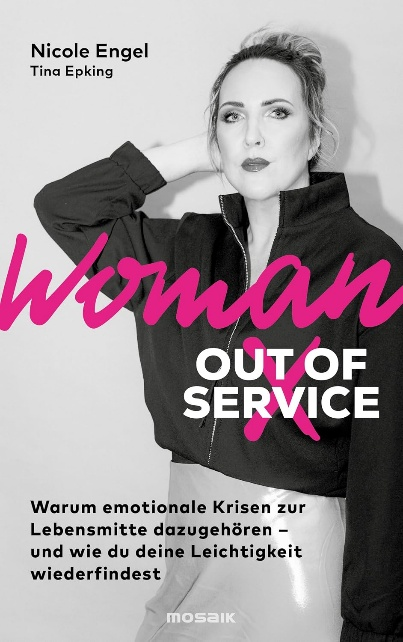 Nicole Engel
Tina Epking
Woman
X
OUT OF
SERVICE
Warum emotionale Krisen zur
Lebensmitte dazugehören –
und wie du deine Leichtigkeit
wiederfindest
mosaik